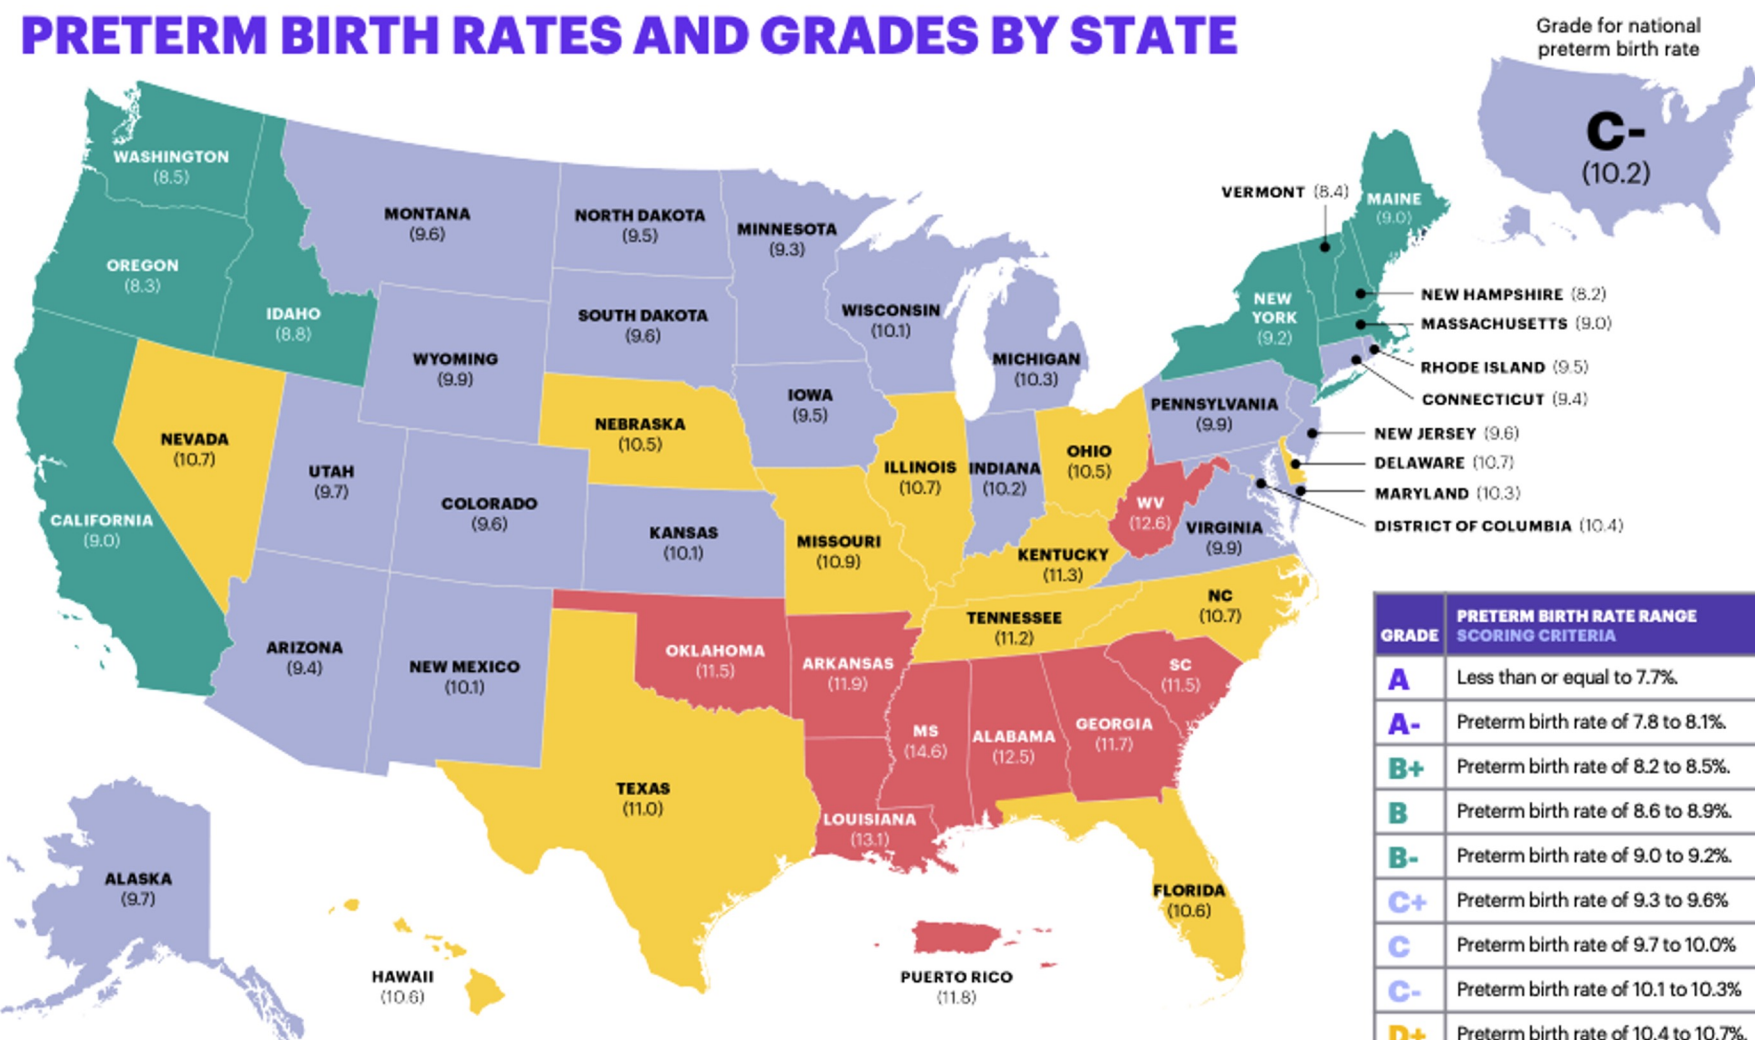 PRETERM BIRTH RATES AND GRADES BY STATE
Grade for national
preterm birth rate
C-
(10.2)
WASHINGTON
(8.5)
OREGON
(8.3)
IDAHO
(8.8)
MONTANA
(9.6)
NORTH DAKOTA
(9.5)
MINNESOTA
(9.3)
SOUTH DAKOTA
(9.6)
WISCONSIN
(10.1)
MICHIGAN
(10.3)
WYOMING
(9.9)
IOWA
(9.5)
NEBRASKA
(10.5)
NEVADA
(10.7)
UTAH
(9.7)
COLORADO
(9.6)
CALIFORNIA
(9.0)
KANSAS
(10.1)
MISSOURI
(10.9)
ILLINOIS
(10.7)
INDIANA
(10.2)
OHIO
(10.5)
PENNSYLVANIA
(9.9)
NEW
YORK
(9.2)
VERMONT (8.4)
MAINE
(9.0)
NEW HAMPSHIRE (8.2)
MASSACHUSETTS (9.0)
RHODE ISLAND (9.5)
CONNECTICUT (9.4)
NEW JERSEY (9.6)
DELAWARE (10.7)
MARYLAND (10.3)
DISTRICT OF COLUMBIA (10.4)
WV
(12.6)
VIRGINIA
(9.9)
KENTUCKY
(11.3)
TENNESSEE
(11.2)
NC
(10.7)
SC
(11.5)
ARIZONA
(9.4)
NEW MEXICO
(10.1)
OKLAHOMA
(11.5)
ARKANSAS
(11.9)
MS
(14.6)
ALABAMA
(12.5)
GEORGIA
(11.7)
TEXAS
(11.0)
LOUISIANA
(13.1)
FLORIDA
(10.6)
ALASKA
(9.7)
HAWAII
(10.6)
PUERTO RICO
(11.8)
GRADE
PRETERM BIRTH RATE RANGE
SCORING CRITERIA
A Less than or equal to 7.7%.
A- Preterm birth rate of 7.8 to 8.1%.
B+ Preterm birth rate of 8.2 to 8.5%.
B Preterm birth rate of 8.6 to 8.9%.
B- Preterm birth rate of 9.0 to 9.2%.
C+ Preterm birth rate of 9.3 to 9.6%
C Preterm birth rate of 9.7 to 10.0%
C- Preterm birth rate of 10.1 to 10.3%
D+ Preterm birth rate of 10.4 to 10.7%.